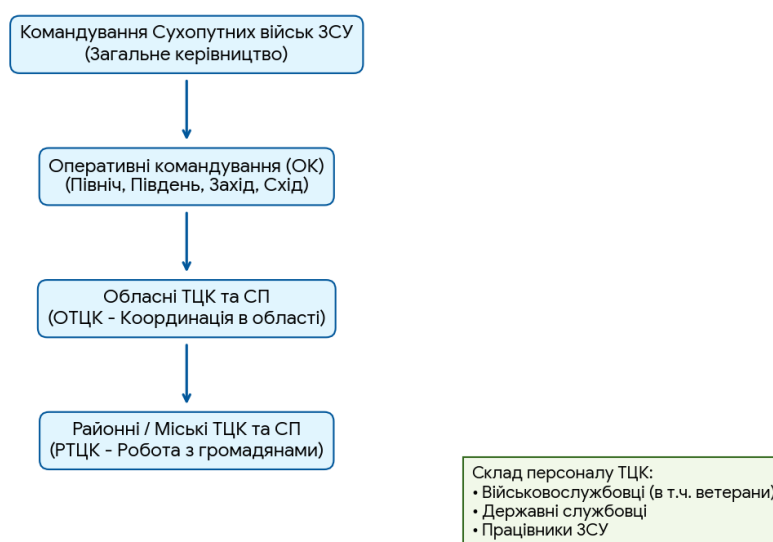 Командування Сухопутних військ ЗСУ
(Загальне керівництво)
Оперативні командування (ОК)
(Північ, Південь, Захід, Схід)
Обласні ТЦК та СП
(ОТЦК - Координація в області)
Районні / Міські ТЦК та СП
(РТЦК - Робота з громадянами)
Склад персоналу ТЦК:
• Військовослужбовці (в т.ч. ветерани)
• Державні службовці
• Працівники ЗСУ